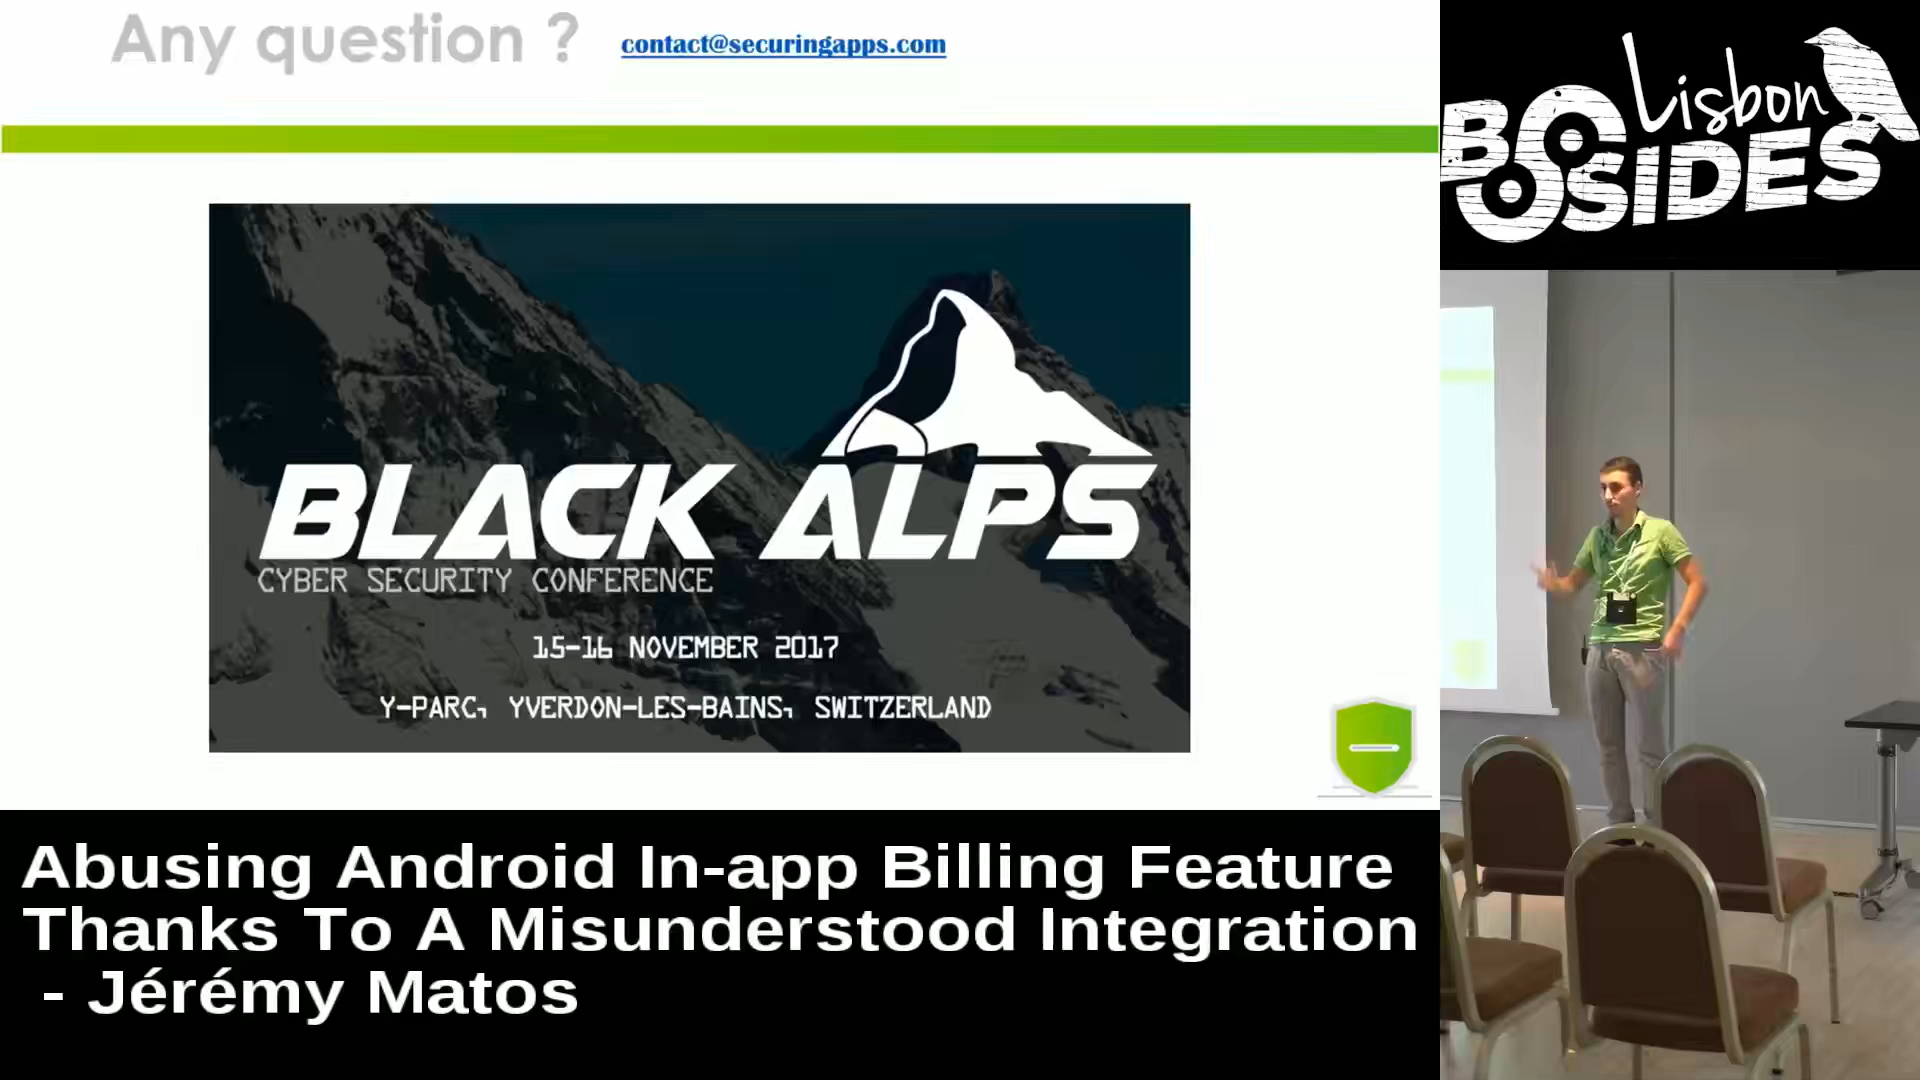 Any question ?
contact@securingapps.com
Lisbon
BSIDES
BLACK ALPS
CYBER SECURITY CONFERENCE
15-16 NOVEMBER 2017
Y-PARC, YVERDON-LES-BAINS, SWITZERLAND
Abusing Android In-app Billing Feature
Thanks To A Misunderstood Integration
- Jérémy Matos